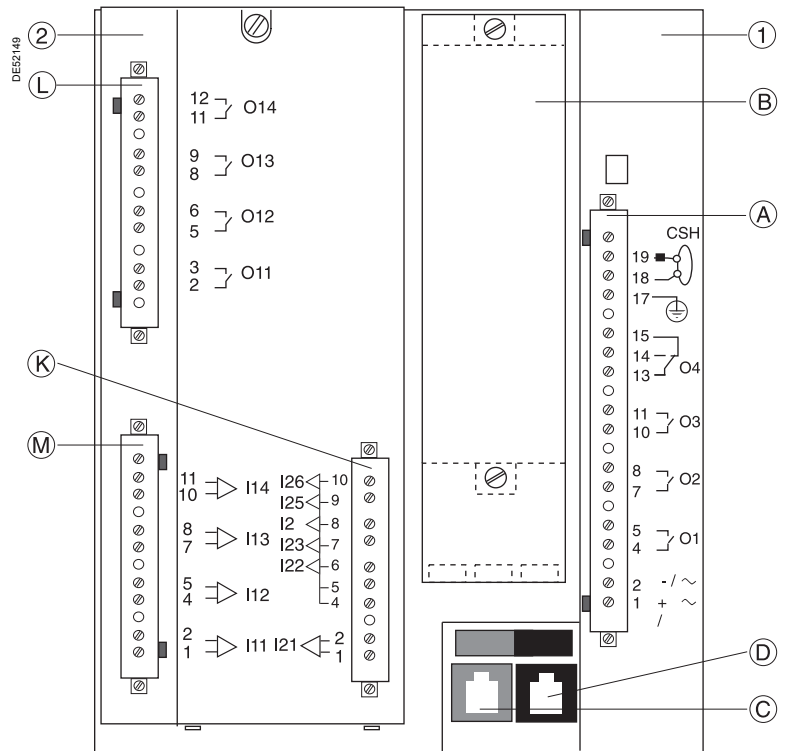 DE52149
2
1
L
B
A
12
11 O14
9
8 O13
6
5 O12
3
2 O11
CSH
19
18
17
15
14
13 O4
11
10 O3
8
7 O2
5
4 O1
2 - / ~
1 + ~
/
K
M
11
10 I14
8
7 I13
5
4 I12
2
1 I11
I26 10
I25 9
I2 8
I23 7
I22 6
5
4
I21 2
1
D
C